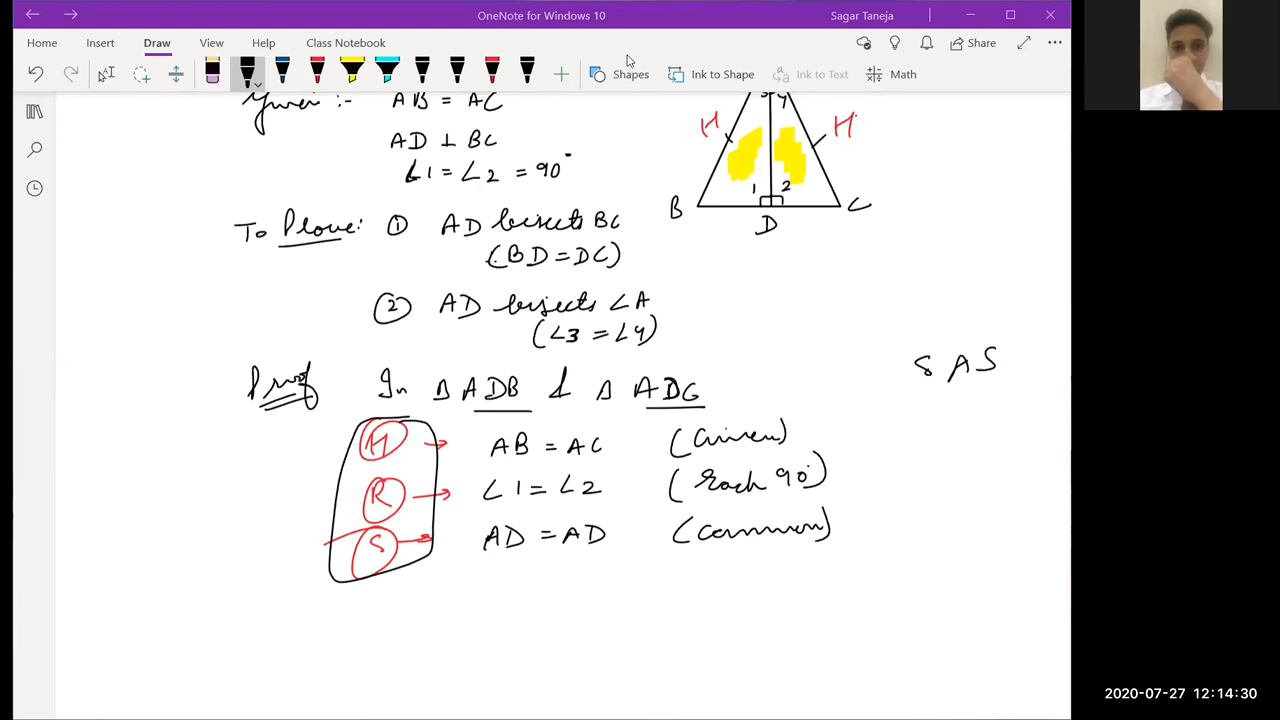 OneNote for Windows 10
Sagar Taneja
Home Insert Draw View Help Class Notebook
Share
Shapes
Ink to Shape
Ink to Text
Math
Given :- AB = AC
AD ⊥ BC
∠1 = ∠2 = 90°
3 4
H H
1 2
B C
D
To Prove: ① AD bisects BC
(BD = DC)
② AD bisects ∠A
(∠3 = ∠4)
S A S
Proof In Δ ADB & Δ ADC
H → AB = AC (Given)
R → ∠1 = ∠2 (Each 90°)
S → AD = AD (Common)
2020-07-27 12:14:30